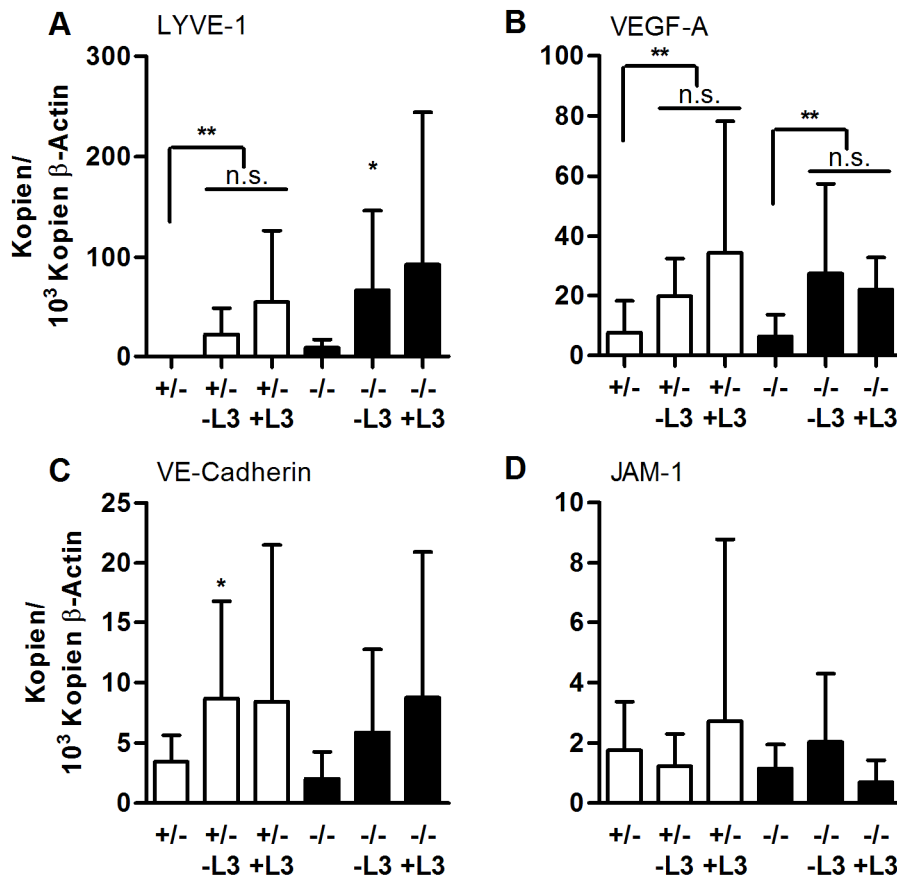 A LYVE-1
Kopien/
10³ Kopien β-Actin
300
200
100
0
**
n.s.
*
+/- +/- +/- -/- -/- -/-
-L3 +L3 -L3 +L3
B VEGF-A
100
80
60
40
20
0
**
n.s.
**
n.s.
+/- +/- +/- -/- -/- -/-
-L3 +L3 -L3 +L3
C VE-Cadherin
Kopien/
10³ Kopien β-Actin
25
20
15
10
5
0
*
+/- +/- +/- -/- -/- -/-
-L3 +L3 -L3 +L3
D JAM-1
10
8
6
4
2
0
+/- +/- +/- -/- -/- -/-
-L3 +L3 -L3 +L3